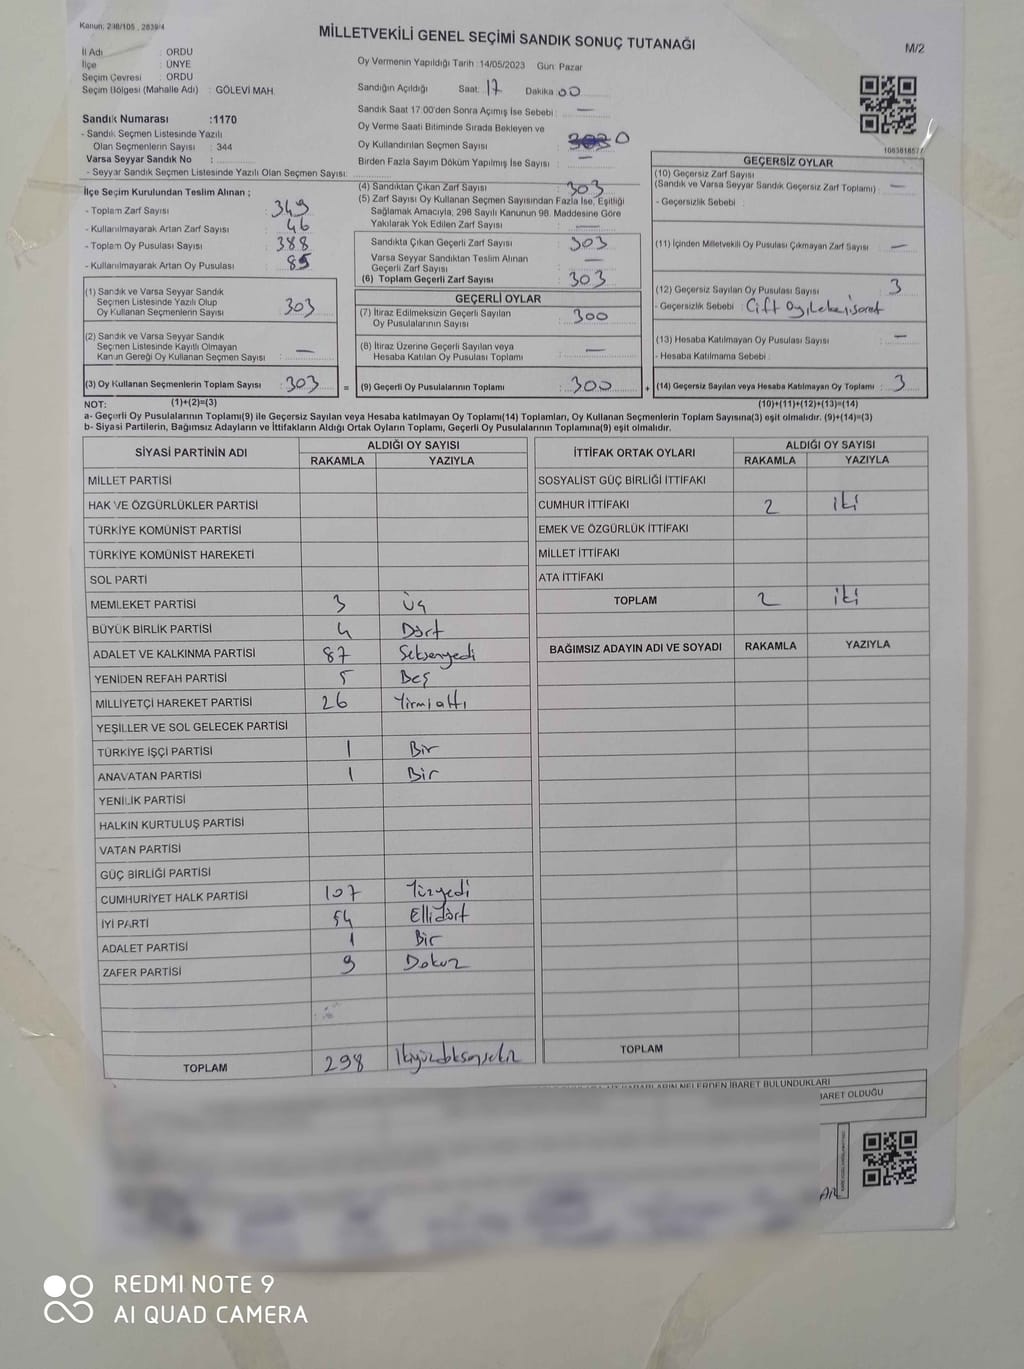 Kanun: 298/105 , 2839/4
MİLLETVEKİLİ GENEL SEÇİMİ SANDIK SONUÇ TUTANAĞI
M/2
İl Adı : ORDU
İlçe : ÜNYE
Seçim Çevresi : ORDU
Seçim Bölgesi (Mahalle Adı) : GÖLEVİ MAH.
Sandık Numarası :1170
- Sandık Seçmen Listesinde Yazılı
Olan Seçmenlerin Sayısı : 344
Varsa Seyyar Sandık No :
- Seyyar Sandık Seçmen Listesinde Yazılı Olan Seçmen Sayısı:
Oy Vermenin Yapıldığı Tarih :14/05/2023 Gün: Pazar
Sandığın Açıldığı Saat: 17 Dakika 00
Sandık Saat 17.00'den Sonra Açımış İse Sebebi: —
Oy Verme Saati Bitiminde Sırada Bekleyen ve
Oy Kullandırılan Seçmen Sayısı 0
Birden Fazla Sayım Döküm Yapılmış İse Sayısı : —
İlçe Seçim Kurulundan Teslim Alınan ;
- Toplam Zarf Sayısı : 349
- Kullanılmayarak Artan Zarf Sayısı : 46
- Toplam Oy Pusulası Sayısı : 388
- Kullanılmayarak Artan Oy Pusulası : 85
(4) Sandıktan Çıkan Zarf Sayısı : 303
(5) Zarf Sayısı Oy Kullanan Seçmen Sayısından Fazla İse, Eşitliği
Sağlamak Amacıyla, 298 Sayılı Kanunun 98. Maddesine Göre
Yakılarak Yok Edilen Zarf Sayısı : —
Sandıkta Çıkan Geçerli Zarf Sayısı : 303
Varsa Seyyar Sandıktan Teslim Alınan
Geçerli Zarf Sayısı : —
(6) Toplam Geçerli Zarf Sayısı : 303
GEÇERSİZ OYLAR
(10) Geçersiz Zarf Sayısı
(Sandık ve Varsa Seyyar Sandık Geçersiz Zarf Toplamı) : —
- Geçersizlik Sebebi :
(11) İçinden Milletvekili Oy Pusulası Çıkmayan Zarf Sayısı : —
(12) Geçersiz Sayılan Oy Pusulası Sayısı : 3
- Geçersizlik Sebebi : Çift Oy
(13) Hesaba Katılmayan Oy Pusulası Sayısı : —
- Hesaba Katılmama Sebebi :
(14) Geçersiz Sayılan veya Hesaba Katılmayan Oy Toplamı : 3
(1) Sandık ve Varsa Seyyar Sandık
Seçmen Listesinde Yazılı Olup
Oy Kullanan Seçmenlerin Sayısı : 303
(2) Sandık ve Varsa Seyyar Sandık
Seçmen Listesinde Kayıtlı Olmayan
Kanun Gereği Oy Kullanan Seçmen Sayısı : —
(3) Oy Kullanan Seçmenlerin Toplam Sayısı : 303 =
GEÇERLİ OYLAR
(7) İtiraz Edilmeksizin Geçerli Sayılan
Oy Pusulalarının Sayısı : 300
(8) İtiraz Üzerine Geçerli Sayılan veya
Hesaba Katılan Oy Pusulası Toplamı : —
(9) Geçerli Oy Pusulalarının Toplamı : 300 +
NOT: (1)+(2)=(3) (10)+(11)+(12)+(13)=(14)
a- Geçerli Oy Pusulalarının Toplamı(9) ile Geçersiz Sayılan veya Hesaba katılmayan Oy Toplamı(14) Toplamları, Oy Kullanan Seçmenlerin Toplam Sayısına(3) eşit olmalıdır. (9)+(14)=(3)
b- Siyasi Partilerin, Bağımsız Adayların ve İttifakların Aldığı Ortak Oyların Toplamı, Geçerli Oy Pusulalarının Toplamına(9) eşit olmalıdır.
SİYASİ PARTİNİN ADI ALDIĞI OY SAYISI
RAKAMLA YAZIYLA
MİLLET PARTİSİ
HAK VE ÖZGÜRLÜKLER PARTİSİ
TÜRKİYE KOMÜNİST PARTİSİ
TÜRKİYE KOMÜNİST HAREKETİ
SOL PARTİ
MEMLEKET PARTİSİ 3 Üç
BÜYÜK BİRLİK PARTİSİ 4 Dört
ADALET VE KALKINMA PARTİSİ 87 Seksenyedi
YENİDEN REFAH PARTİSİ 5 Beş
MİLLİYETÇİ HAREKET PARTİSİ 26 Yirmialtı
YEŞİLLER VE SOL GELECEK PARTİSİ
TÜRKİYE İŞÇİ PARTİSİ 1 Bir
ANAVATAN PARTİSİ 1 Bir
YENİLİK PARTİSİ
HALKIN KURTULUŞ PARTİSİ
VATAN PARTİSİ
GÜÇ BİRLİĞİ PARTİSİ
CUMHURİYET HALK PARTİSİ 107 Yüzyedi
İYİ PARTİ 54 Ellidört
ADALET PARTİSİ 1 Bir
ZAFER PARTİSİ 9 Dokuz
TOPLAM 298 İkiyüzdoksansekiz
İTTİFAK ORTAK OYLARI ALDIĞI OY SAYISI
RAKAMLA YAZIYLA
SOSYALİST GÜÇ BİRLİĞİ İTTİFAKI
CUMHUR İTTİFAKI 2 iki
EMEK VE ÖZGÜRLÜK İTTİFAKI
MİLLET İTTİFAKI
ATA İTTİFAKI
TOPLAM 2 iki
BAĞIMSIZ ADAYIN ADI VE SOYADI RAKAMLA YAZIYLA
TOPLAM
NELERDEN İBARET BULUNDUKLARI
İBARET OLDUĞU
REDMI NOTE 9
AI QUAD CAMERA